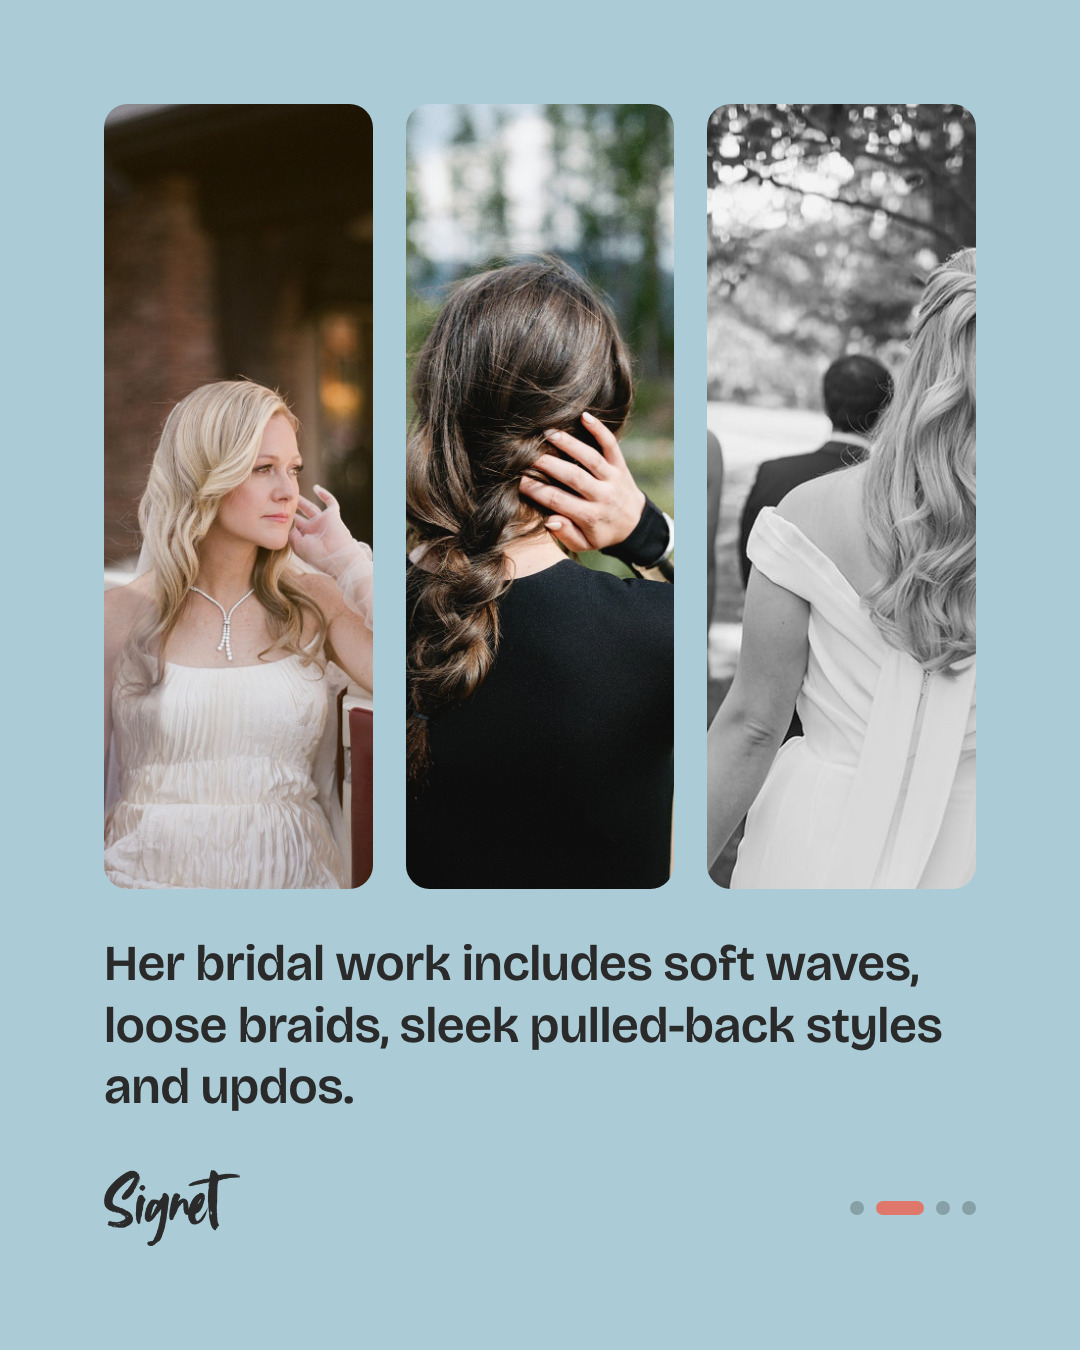 Her bridal work includes soft waves,
loose braids, sleek pulled-back styles
and updos.
Signet